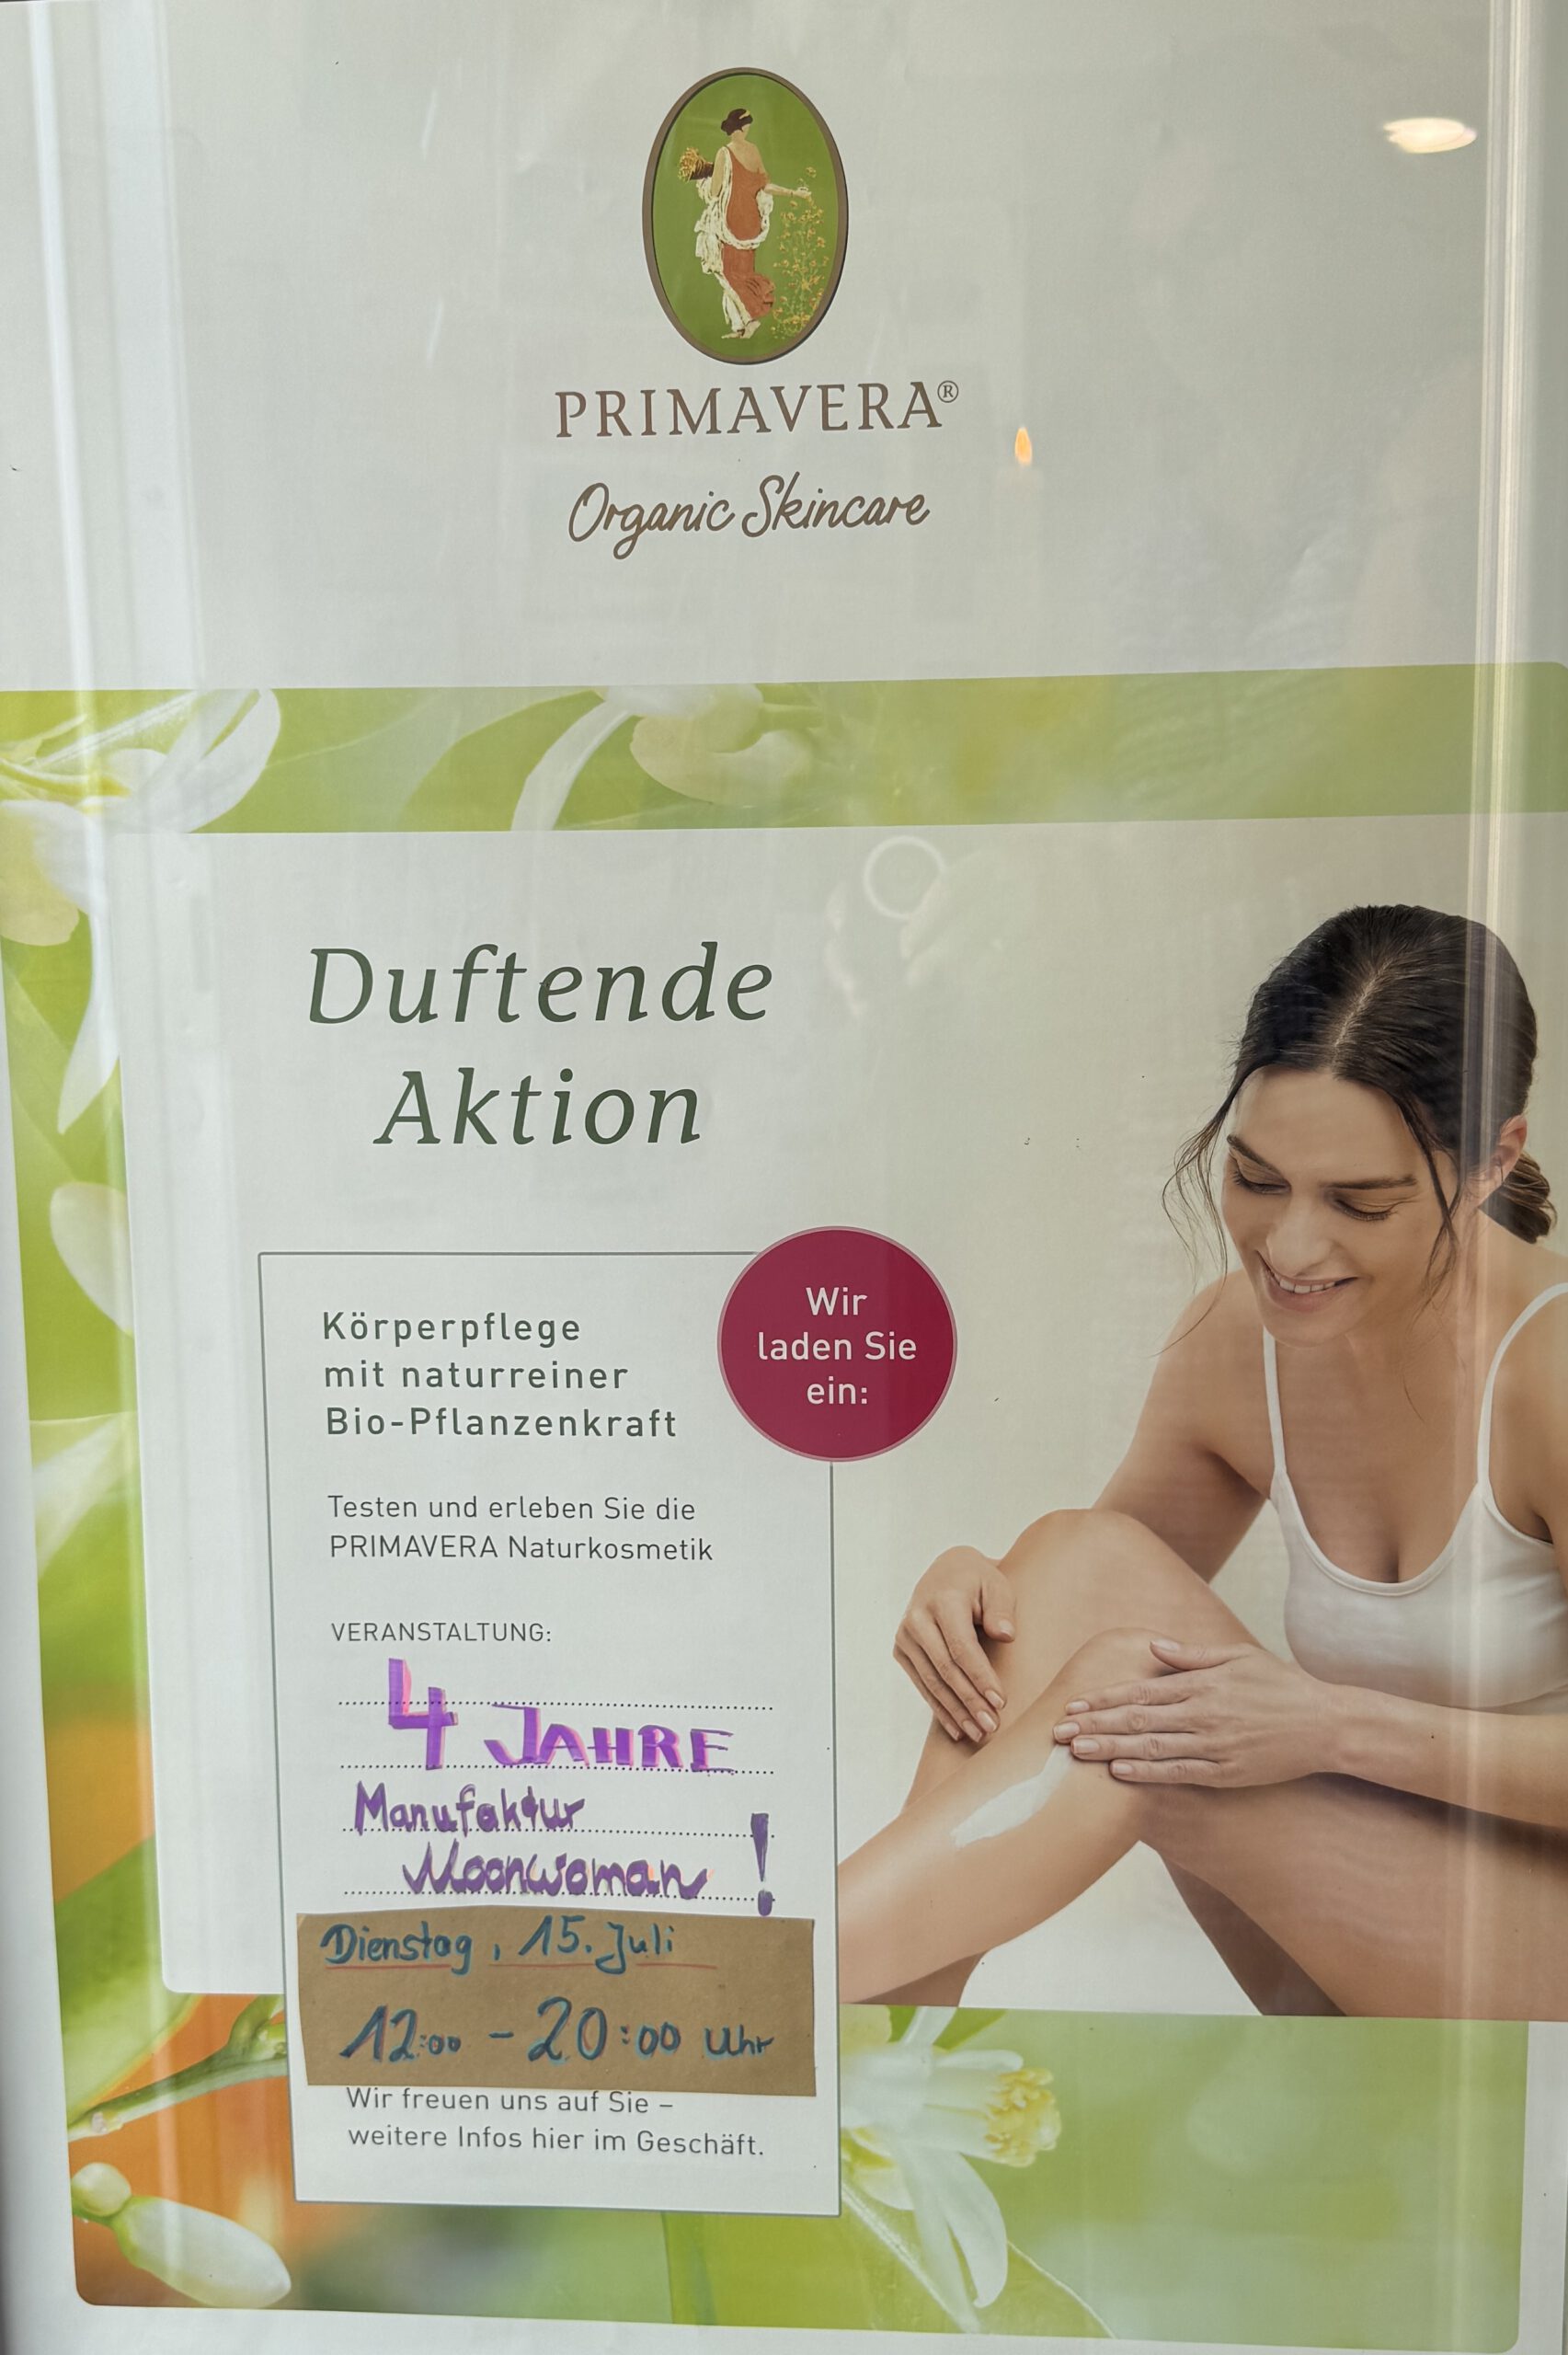 PRIMAVERA®
Organic Skincare
Duftende
Aktion
Wir
laden Sie
ein:
Körperpflege
mit naturreiner
Bio-Pflanzenkraft
Testen und erleben Sie die
PRIMAVERA Naturkosmetik
VERANSTALTUNG:
4 JAHRE
Manufaktur
Moonwoman!
Dienstag, 15. Juli
12:00 - 20:00 Uhr
Wir freuen uns auf Sie –
weitere Infos hier im Geschäft.